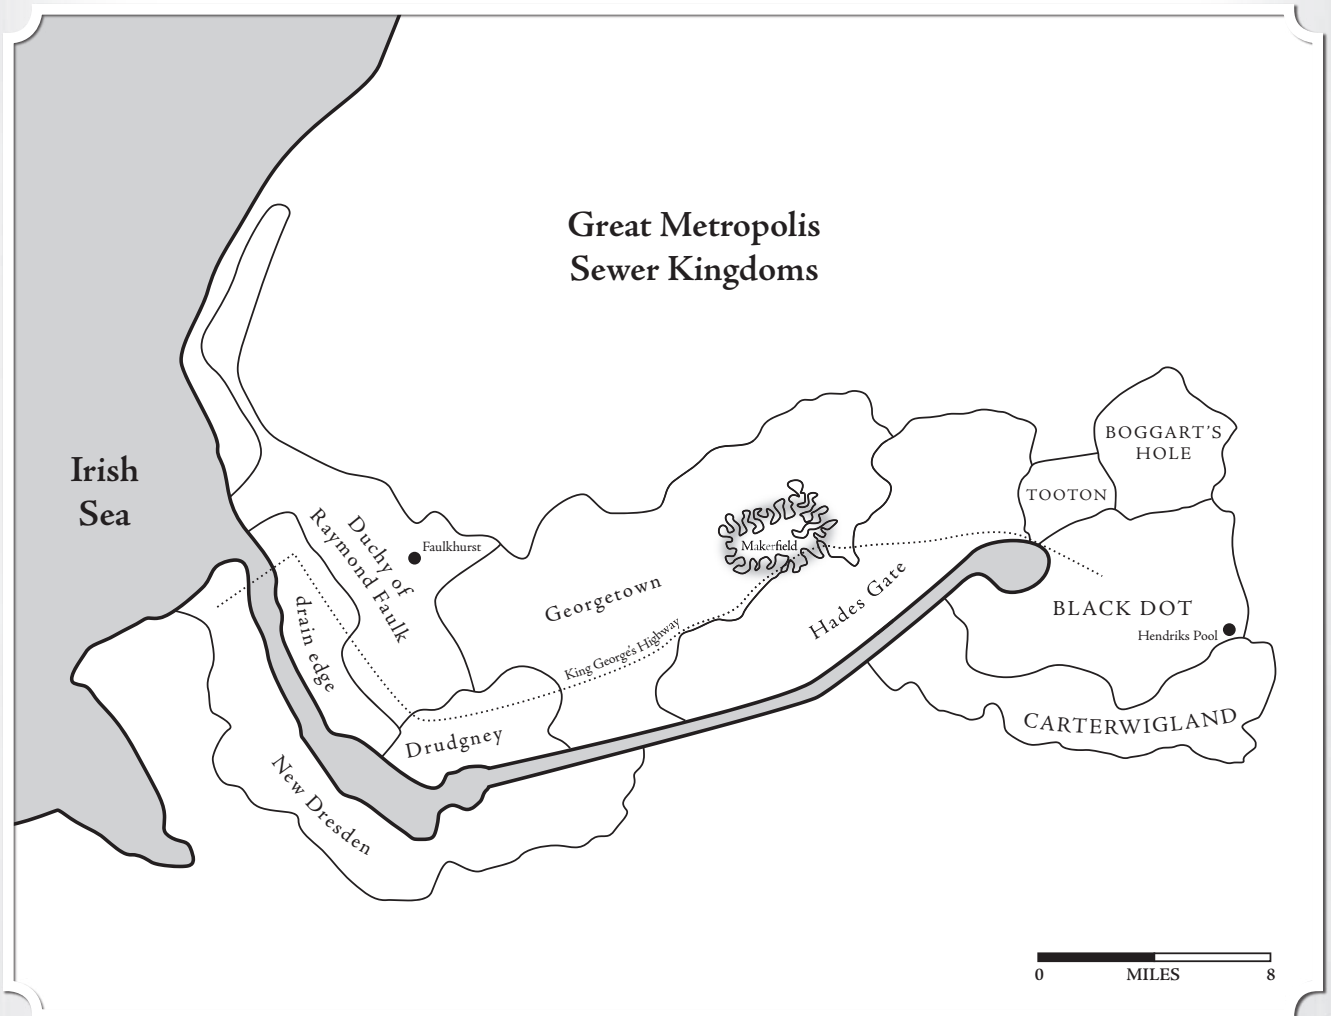 Great Metropolis
Sewer Kingdoms
Irish
Sea
BOGGART'S
HOLE
TOOTON
Duchy of
Raymond Faulk
Faulkhurst
Makerfield
Georgetown
Hades Gate
drain edge
King George's Highway
BLACK DOT
Hendriks Pool
Drudgney
CARTERWIGLAND
New Dresden
0 MILES 8